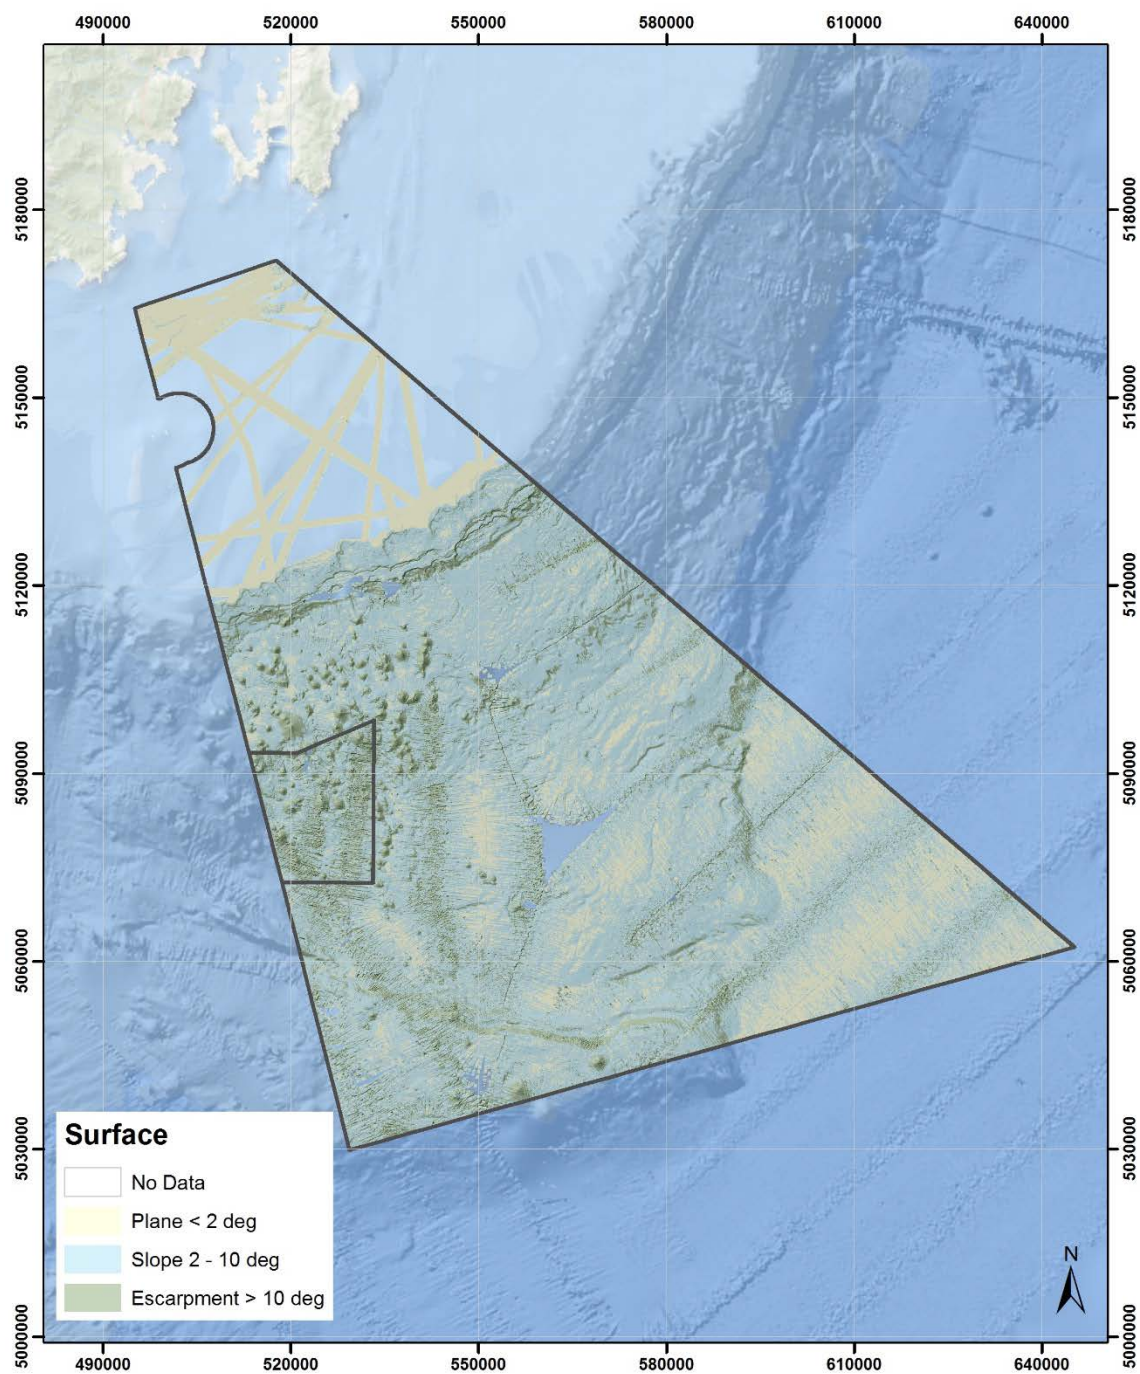 490000 520000 550000 580000 610000 640000
5180000 5180000
5150000 5150000
5120000 5120000
5090000 5090000
5060000 5060000
5030000 5030000
5000000 5000000
Surface
No Data
Plane < 2 deg
Slope 2 - 10 deg
Escarpment > 10 deg
N
490000 520000 550000 580000 610000 640000